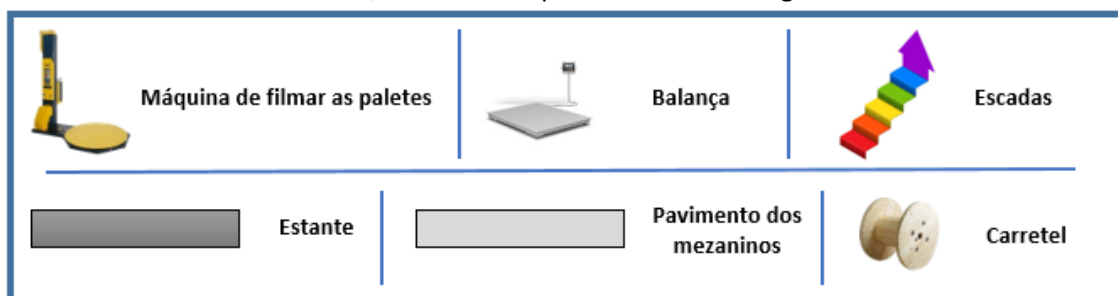 Máquina de filmar as paletes
Balança
Escadas
Estante
Pavimento dos
mezaninos
Carretel